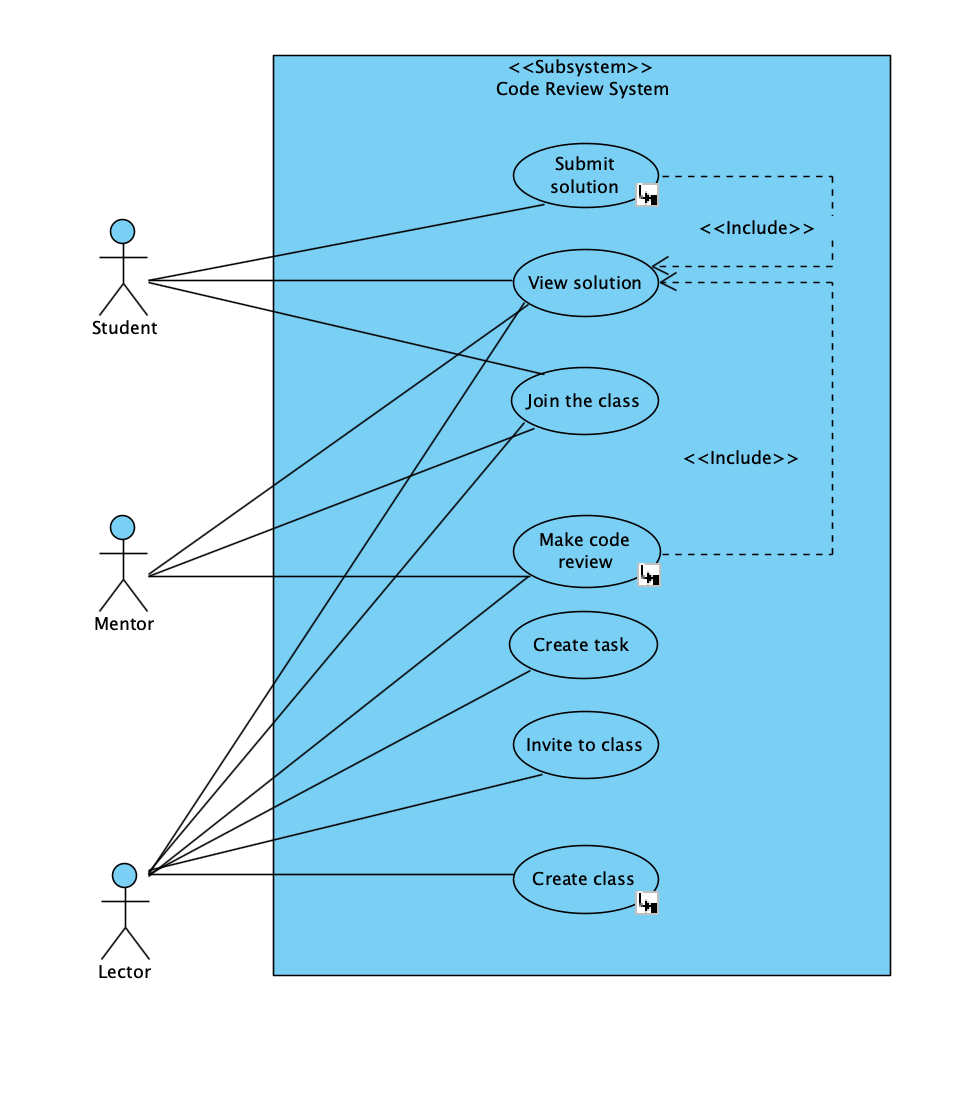 <<Subsystem>>
Code Review System
Submit
solution
<<Include>>
View solution
Student
Join the class
<<Include>>
Make code
review
Mentor
Create task
Invite to class
Create class
Lector